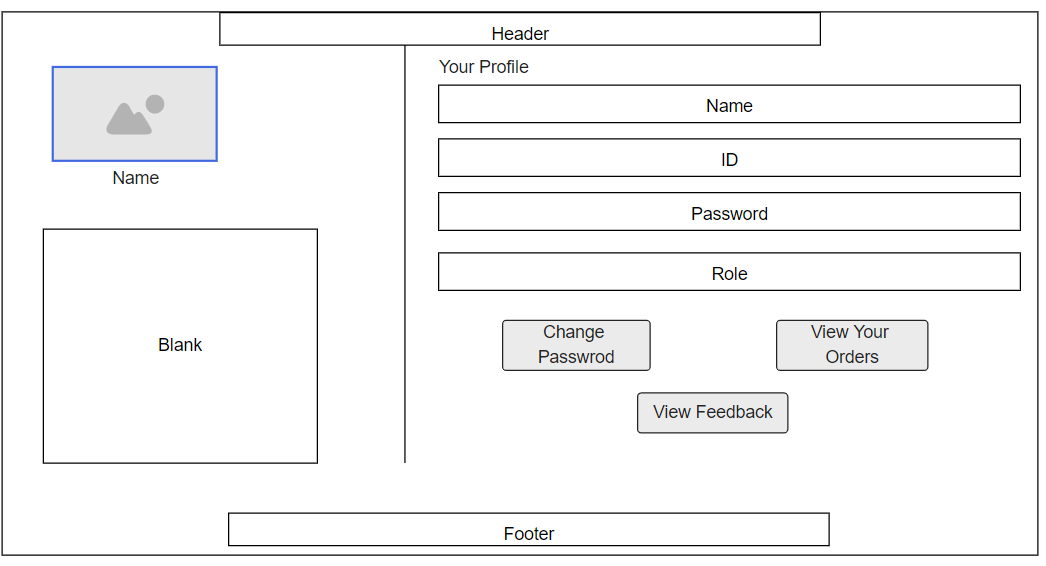 Header
Name
Blank
Your Profile
Name
ID
Password
Role
Change
Passwrod
View Your
Orders
View Feedback
Footer